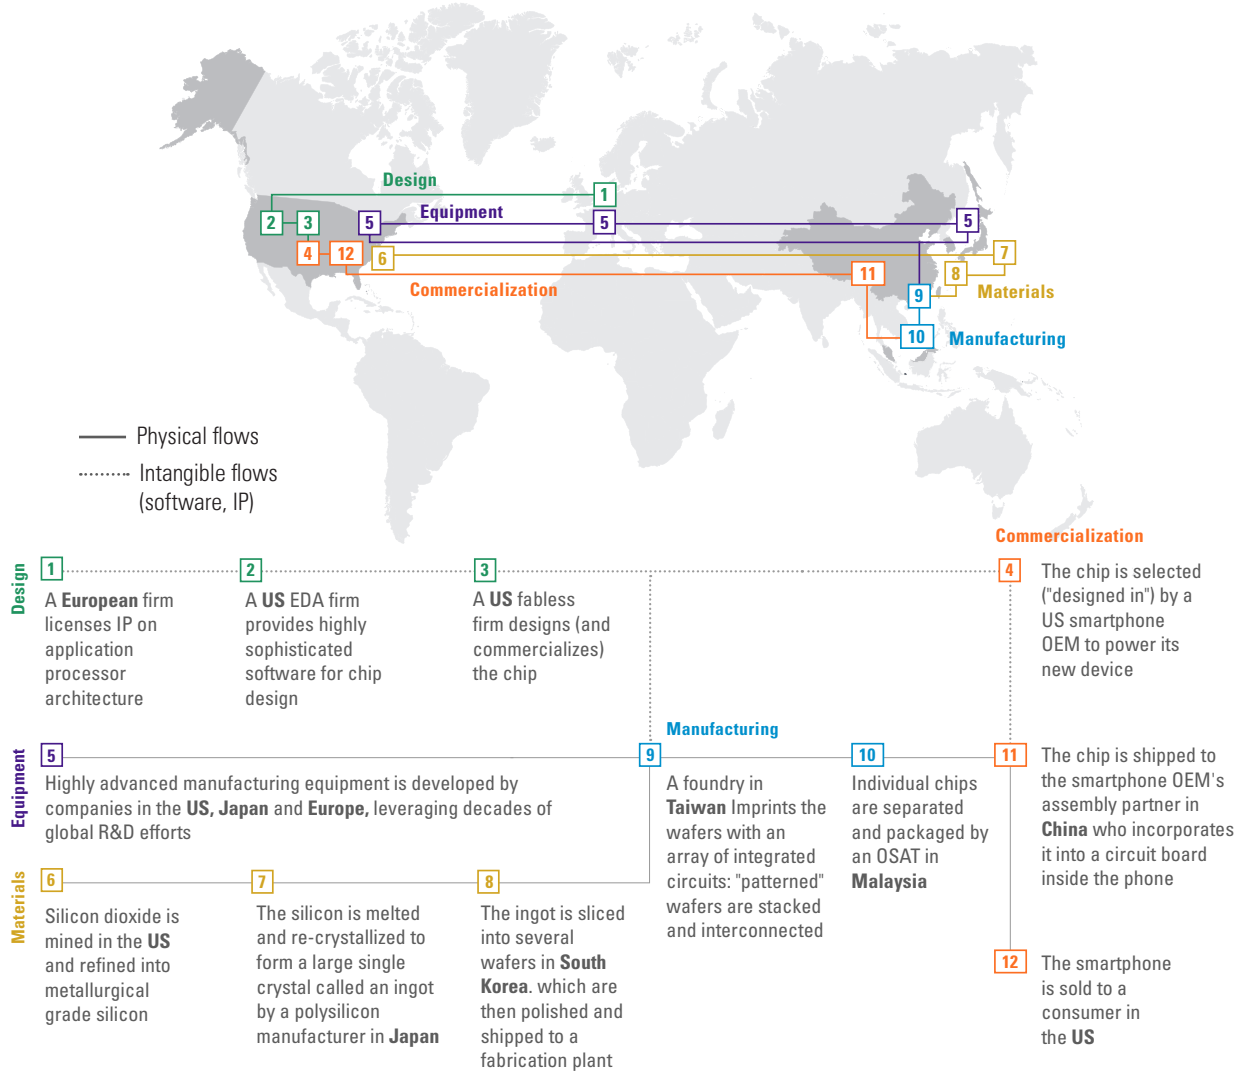 Design
1
Equipment
2
3
5
5
5
4
12
6
7
11
8
Commercialization
9
Materials
10
Manufacturing
Physical flows
Intangible flows
(software, IP)
Design
1
A European firm
licenses IP on
application
processor
architecture
2
A US EDA firm
provides highly
sophisticated
software for chip
design
3
A US fabless
firm designs (and
commercializes)
the chip
Commercialization
4
The chip is selected
("designed in") by a
US smartphone
OEM to power its
new device
Equipment
5
Highly advanced manufacturing equipment is developed by
companies in the US, Japan and Europe, leveraging decades of
global R&D efforts
Manufacturing
9
A foundry in
Taiwan Imprints the
wafers with an
array of integrated
circuits: "patterned"
wafers are stacked
and interconnected
10
Individual chips
are separated
and packaged by
an OSAT in
Malaysia
11
The chip is shipped to
the smartphone OEM's
assembly partner in
China who incorporates
it into a circuit board
inside the phone
Materials
6
Silicon dioxide is
mined in the US
and refined into
metallurgical
grade silicon
7
The silicon is melted
and re-crystallized to
form a large single
crystal called an ingot
by a polysilicon
manufacturer in Japan
8
The ingot is sliced
into several
wafers in South
Korea. which are
then polished and
shipped to a
fabrication plant
12
The smartphone
is sold to a
consumer in
the US